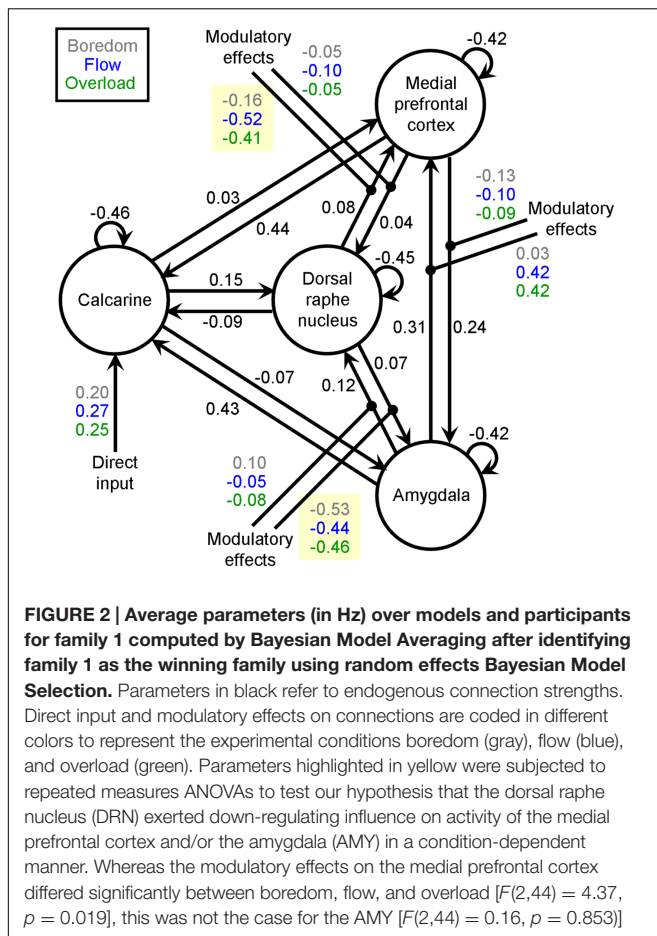 Boredom
Flow
Overload
Modulatory
effects
-0.05
-0.10
-0.05
-0.16
-0.52
-0.41
-0.42
Medial
prefrontal
cortex
0.03
0.44
0.08
0.04
-0.13
-0.10
-0.09
Modulatory
effects
0.03
0.42
0.42
-0.46
Calcarine
0.15
-0.09
Dorsal
raphe
nucleus
-0.45
0.31
0.24
-0.07
0.43
0.07
0.12
0.20
0.27
0.25
Direct
input
0.10
-0.05
-0.08
Modulatory
effects
-0.53
-0.44
-0.46
-0.42
Amygdala
FIGURE 2 | Average parameters (in Hz) over models and participants
for family 1 computed by Bayesian Model Averaging after identifying
family 1 as the winning family using random effects Bayesian Model
Selection. Parameters in black refer to endogenous connection strengths.
Direct input and modulatory effects on connections are coded in different
colors to represent the experimental conditions boredom (gray), flow (blue),
and overload (green). Parameters highlighted in yellow were subjected to
repeated measures ANOVAs to test our hypothesis that the dorsal raphe
nucleus (DRN) exerted down-regulating influence on activity of the medial
prefrontal cortex and/or the amygdala (AMY) in a condition-dependent
manner. Whereas the modulatory effects on the medial prefrontal cortex
differed significantly between boredom, flow, and overload [F(2,44) = 4.37,
p = 0.019], this was not the case for the AMY [F(2,44) = 0.16, p = 0.853)]